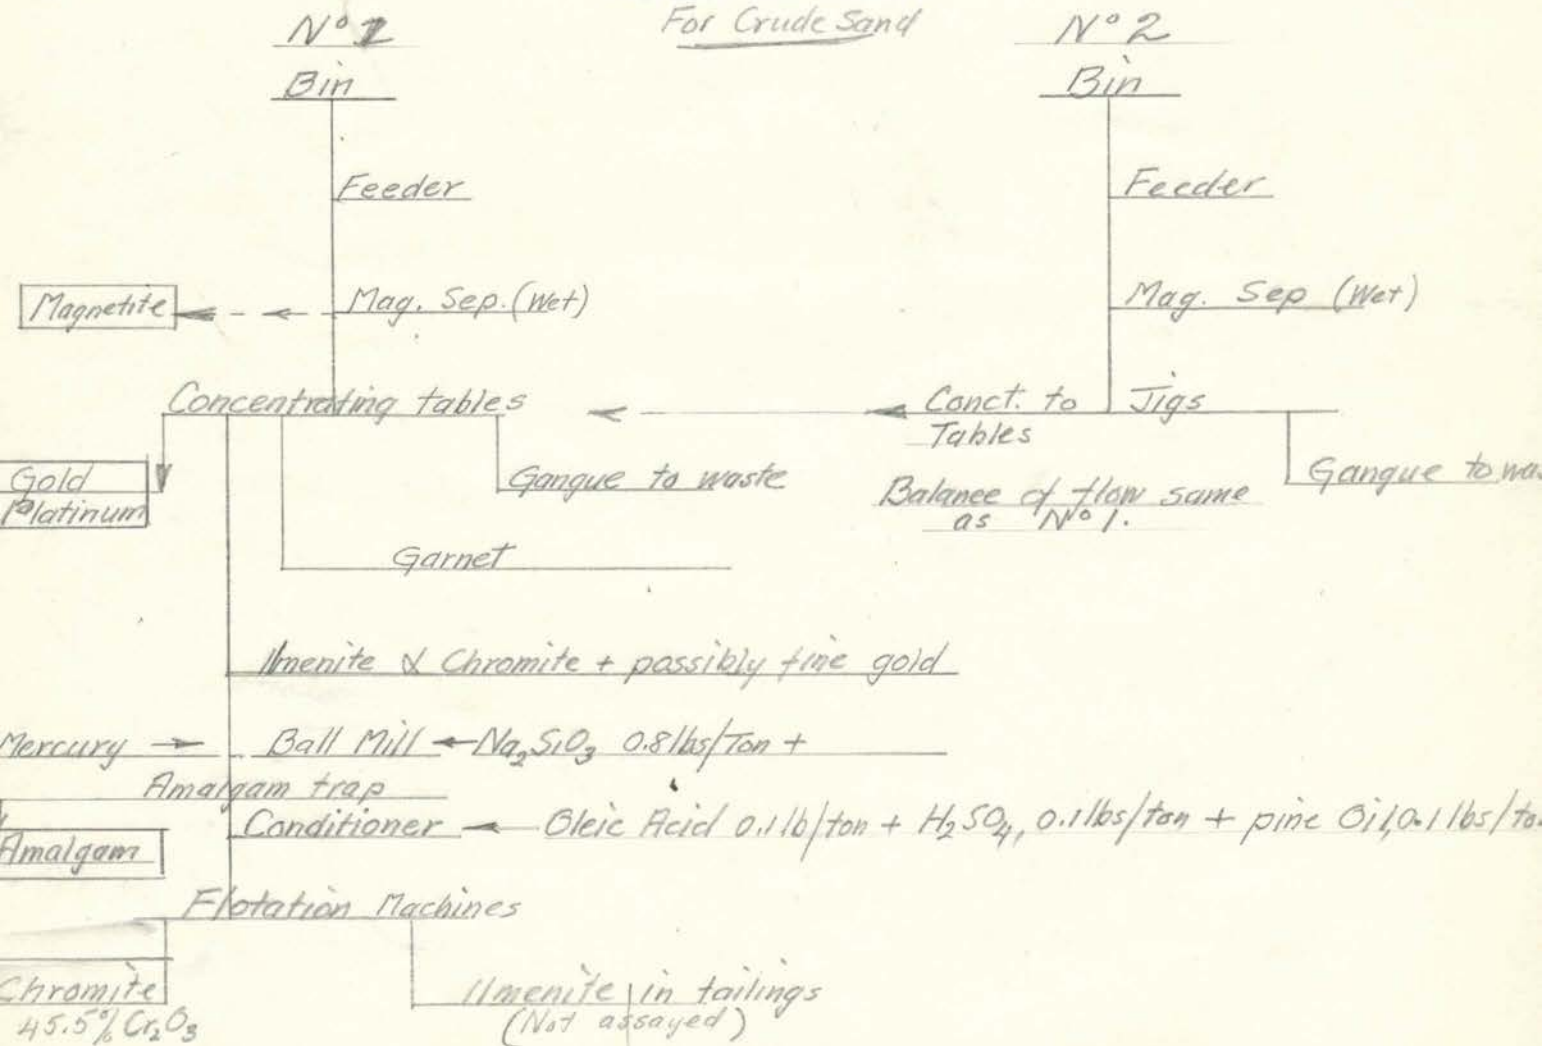 For Crude Sand
Nº 1
Bin
Feeder
Mag. Sep. (Wet)
Magnetite
Concentrating tables
Gold
Platinum
Gangue to waste
Garnet
Ilmenite & Chromite + possibly fine gold
Mercury → Ball Mill ← Na₂SiO₃ 0.8 lbs/Ton +
Amalgam trap
Amalgam
Conditioner ← Oleic Acid 0.1 lb/ton + H₂SO₄, 0.1 lbs/ton + pine Oil, 0.1 lbs/to
Flotation Machines
Chromite
45.5% Cr₂O₃
Ilmenite in tailings
(Not assayed)
Nº 2
Bin
Feeder
Mag. Sep (Wet)
Jigs
Conct. to
Tables
Gangue to was
Balance of flow same
as Nº 1.